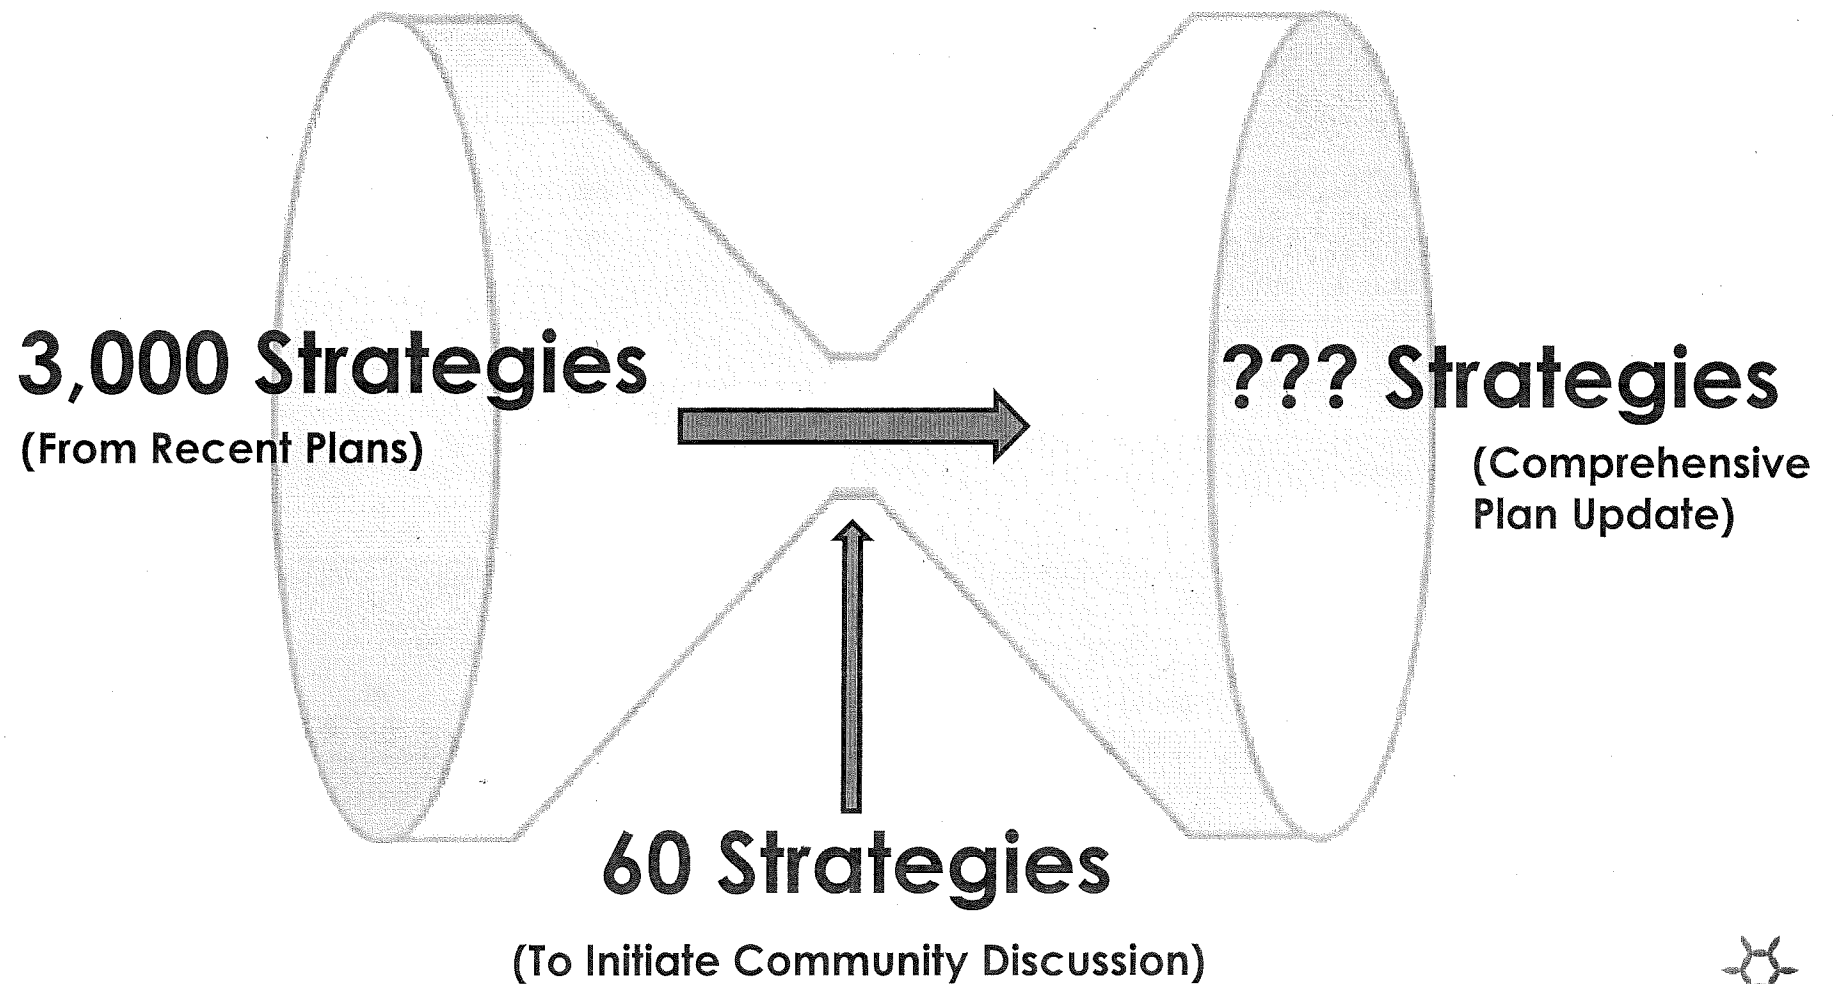 3,000 Strategies
(From Recent Plans)
??? Strategies
(Comprehensive
Plan Update)
60 Strategies
(To Initiate Community Discussion)